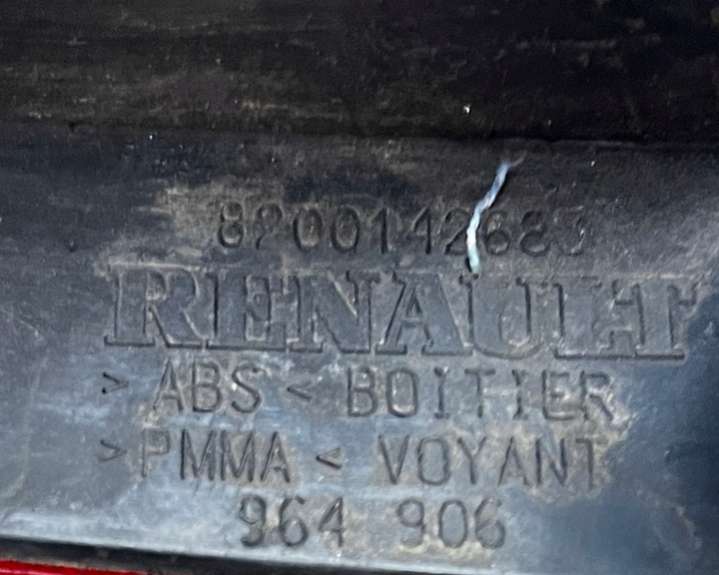 8200142683
RENAULT
> ABS < BOITIER
> PMMA < VOYANT
964 906